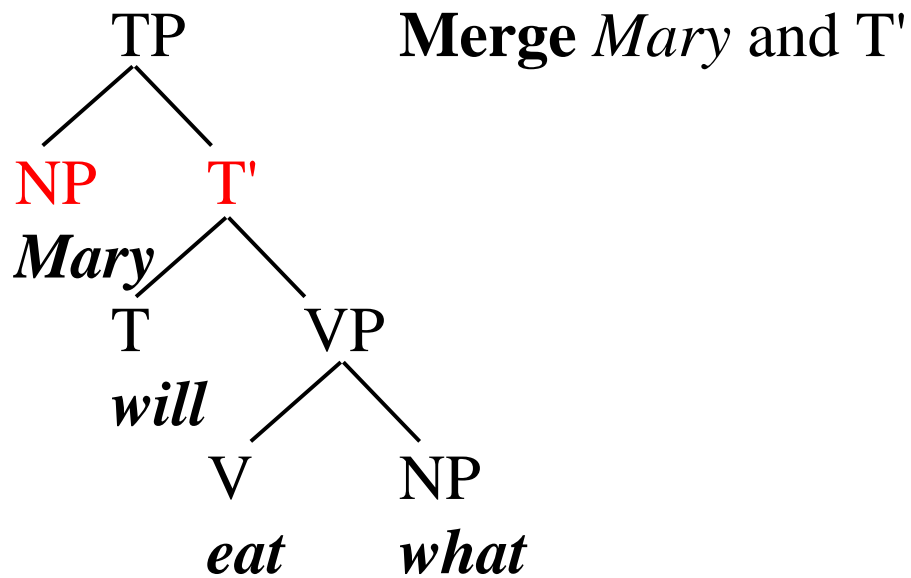 TP Merge Mary and T'
NP T'
Mary
T VP
will
V NP
eat what